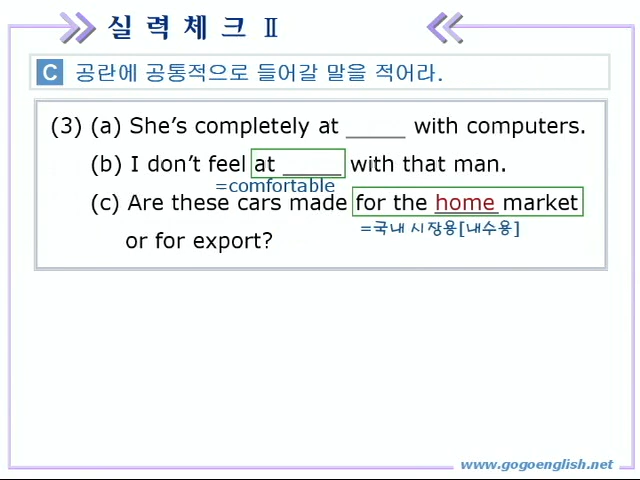 실 력 체 크 Ⅱ
C 공란에 공통적으로 들어갈 말을 적어라.
(3) (a) She’s completely at _____ with computers.
(b) I don’t feel at _____ with that man.
=comfortable
(c) Are these cars made for the home market
=국내 시장용[내수용]
or for export?
www.gogoenglish.net